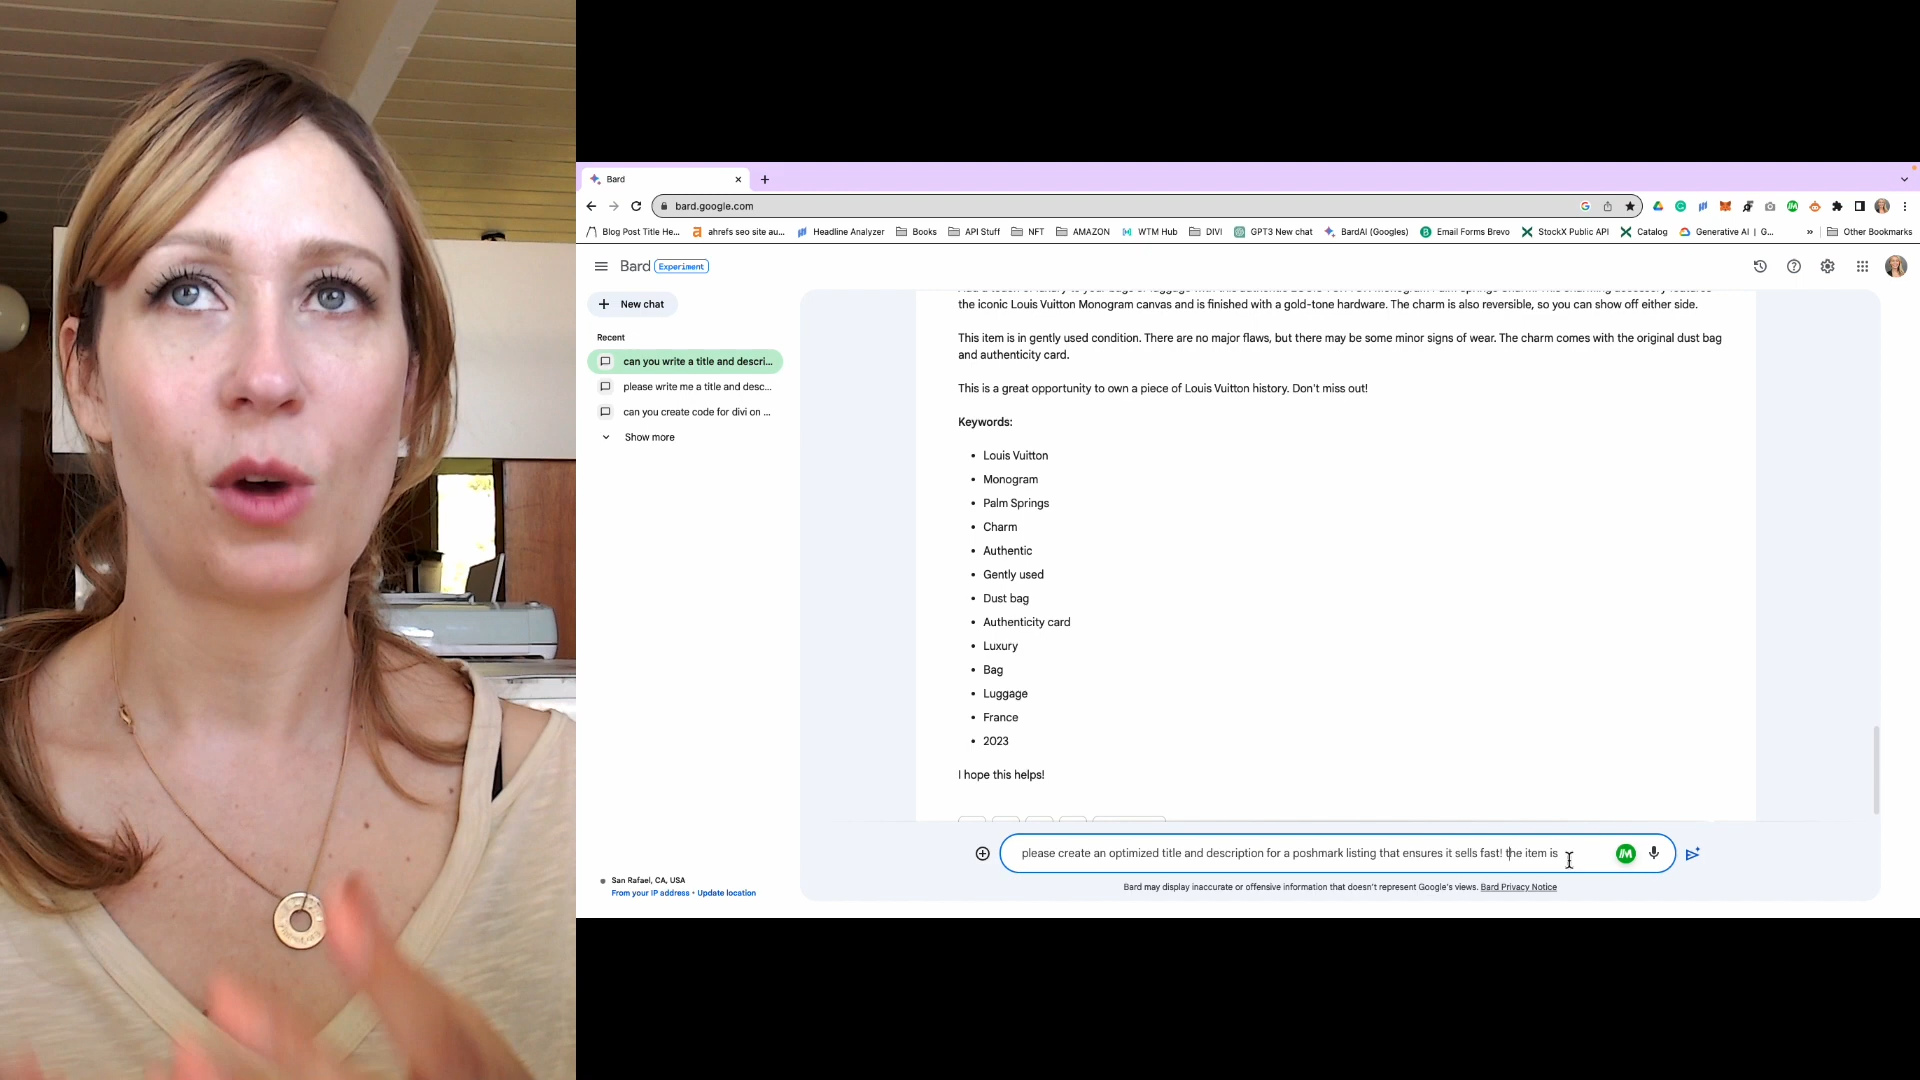 Bard
bard.google.com
Blog Post Title He... ahrefs seo site au... Headline Analyzer Books API Stuff NFT AMAZON WTM Hub DIVI GPT3 New chat BardAI (Googles) Email Forms Brevo StockX Public API Catalog Generative AI | G... » Other Bookmarks
Bard Experiment
New chat
Recent
can you write a title and descri...
please write me a title and desc...
can you create code for divi on ...
Show more
the iconic Louis Vuitton Monogram canvas and is finished with a gold-tone hardware. The charm is also reversible, so you can show off either side.
This item is in gently used condition. There are no major flaws, but there may be some minor signs of wear. The charm comes with the original dust bag
and authenticity card.
This is a great opportunity to own a piece of Louis Vuitton history. Don't miss out!
Keywords:
• Louis Vuitton
• Monogram
• Palm Springs
• Charm
• Authentic
• Gently used
• Dust bag
• Authenticity card
• Luxury
• Bag
• Luggage
• France
• 2023
I hope this helps!
please create an optimized title and description for a poshmark listing that ensures it sells fast! the item is
San Rafael, CA, USA
From your IP address • Update location
Bard may display inaccurate or offensive information that doesn't represent Google's views. Bard Privacy Notice